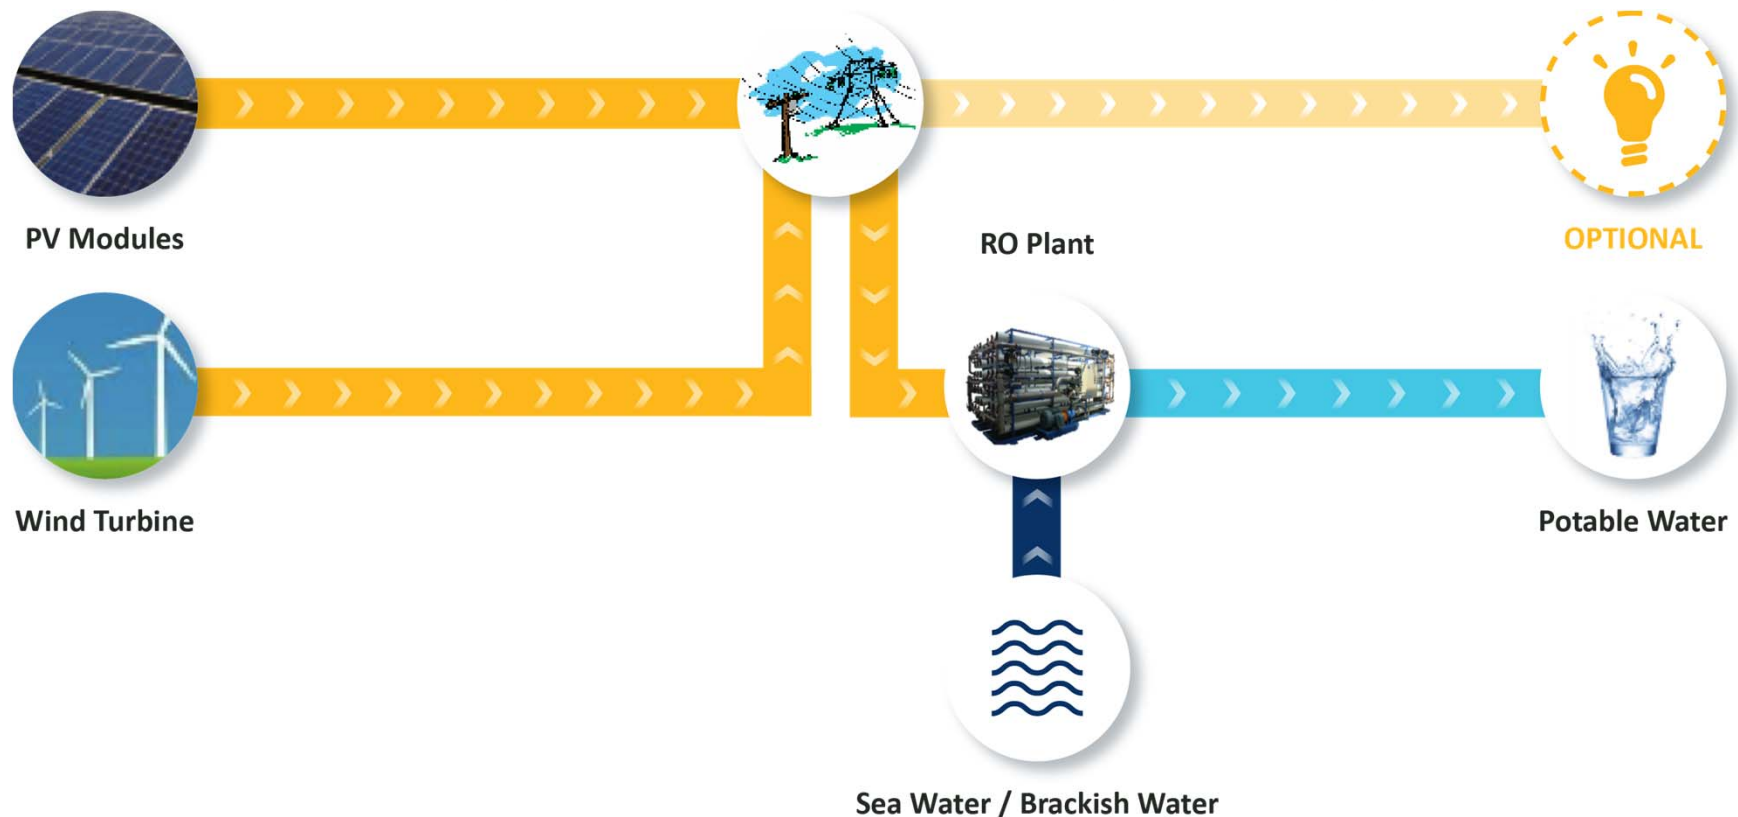 PV Modules
RO Plant
OPTIONAL
Wind Turbine
Potable Water
Sea Water / Brackish Water